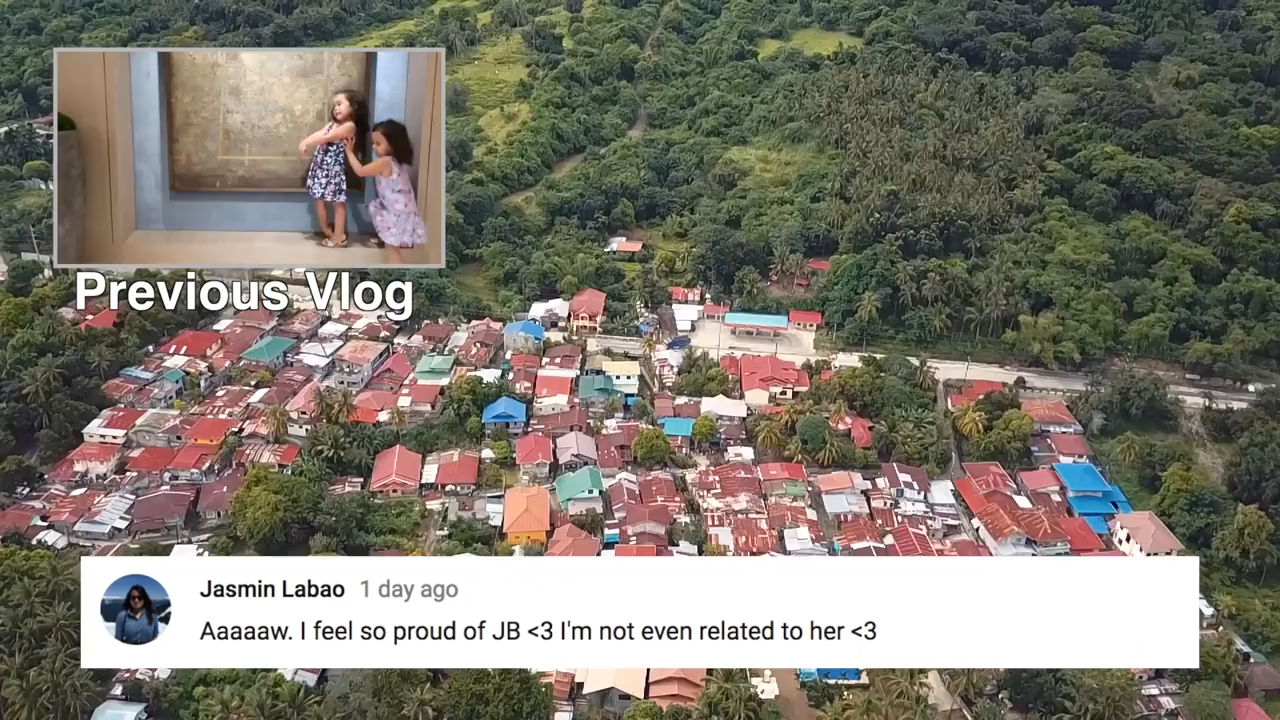 Previous Vlog
Jasmin Labao 1 day ago
Aaaaaw. I feel so proud of JB <3 I'm not even related to her <3